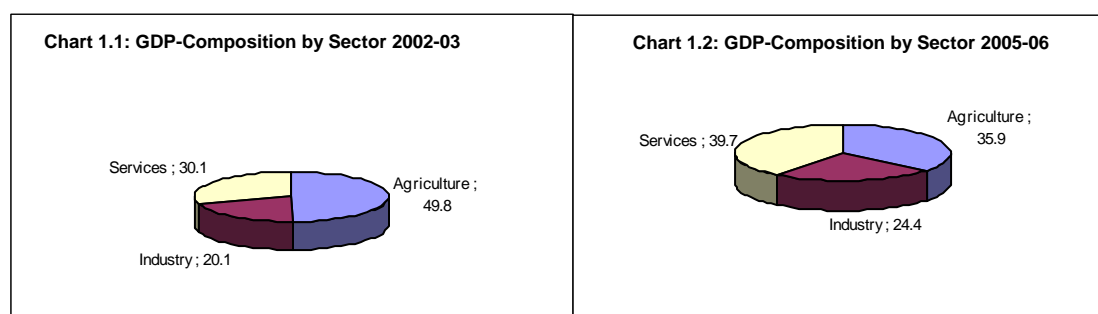 Chart 1.1: GDP-Composition by Sector 2002-03
Services ; 30.1
Agriculture ;
49.8
Industry ; 20.1
Chart 1.2: GDP-Composition by Sector 2005-06
Agriculture ;
35.9
Services ; 39.7
Industry ; 24.4